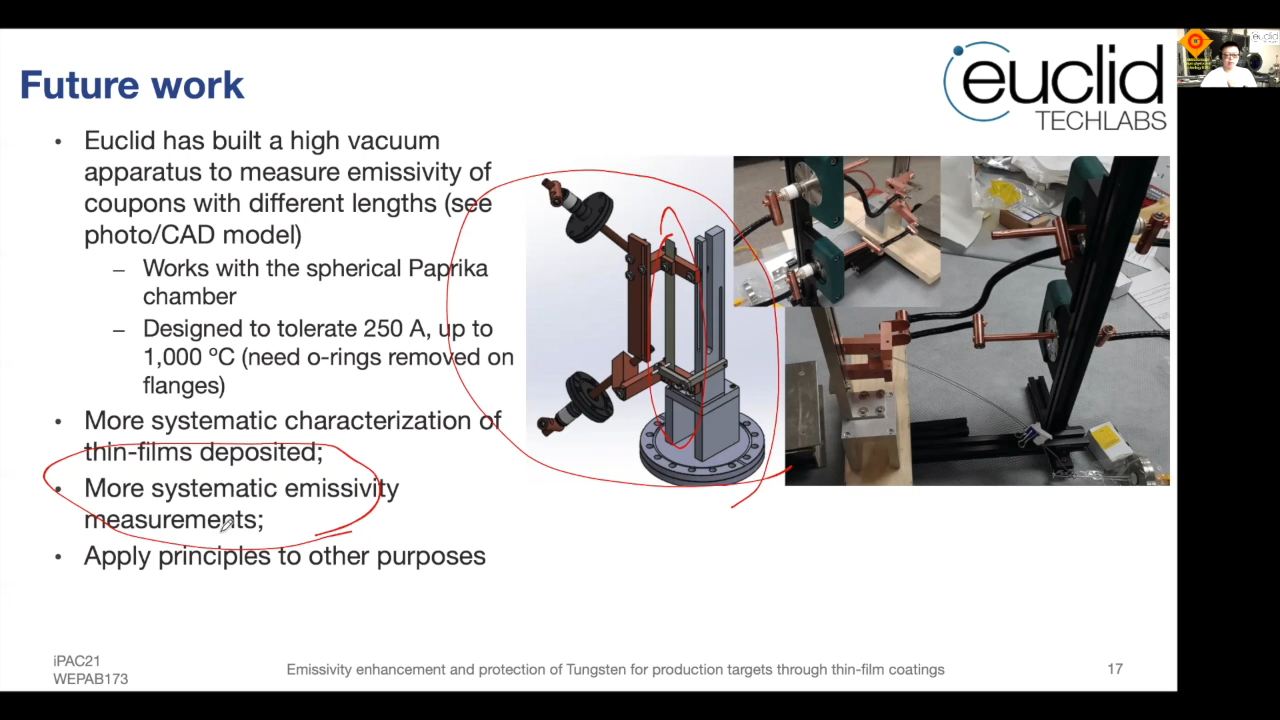 Future work
euclid
TECHLABS
• Euclid has built a high vacuum
apparatus to measure emissivity of
coupons with different lengths (see
photo/CAD model)
– Works with the spherical Paprika
chamber
– Designed to tolerate 250 A, up to
1,000 ºC (need o-rings removed on
flanges)
• More systematic characterization of
thin-films deposited;
• More systematic emissivity
measurements;
• Apply principles to other purposes
iPAC21
WEPAB173
Emissivity enhancement and protection of Tungsten for production targets through thin-film coatings
17